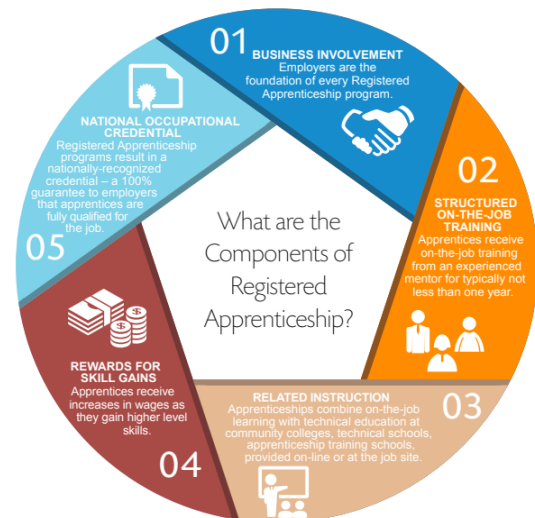 What are the
Components of
Registered
Apprenticeship?
01
BUSINESS INVOLVEMENT
Employers are the
foundation of every Registered
Apprenticeship program.
02
STRUCTURED
ON-THE-JOB
TRAINING
Apprentices receive
on-the-job training
from an experienced
mentor for typically not
less than one year.
03
RELATED INSTRUCTION
Apprenticeships combine on-the-job
learning with technical education at
community colleges, technical schools,
apprenticeship training schools,
provided on-line or at the job site.
04
REWARDS FOR
SKILL GAINS
Apprentices receive
increases in wages as
they gain higher level
skills.
$
$
05
NATIONAL OCCUPATIONAL
CREDENTIAL
Registered Apprenticeship
programs result in a
nationally-recognized
credential – a 100%
guarantee to employers
that apprentices are
fully qualified for
the job.